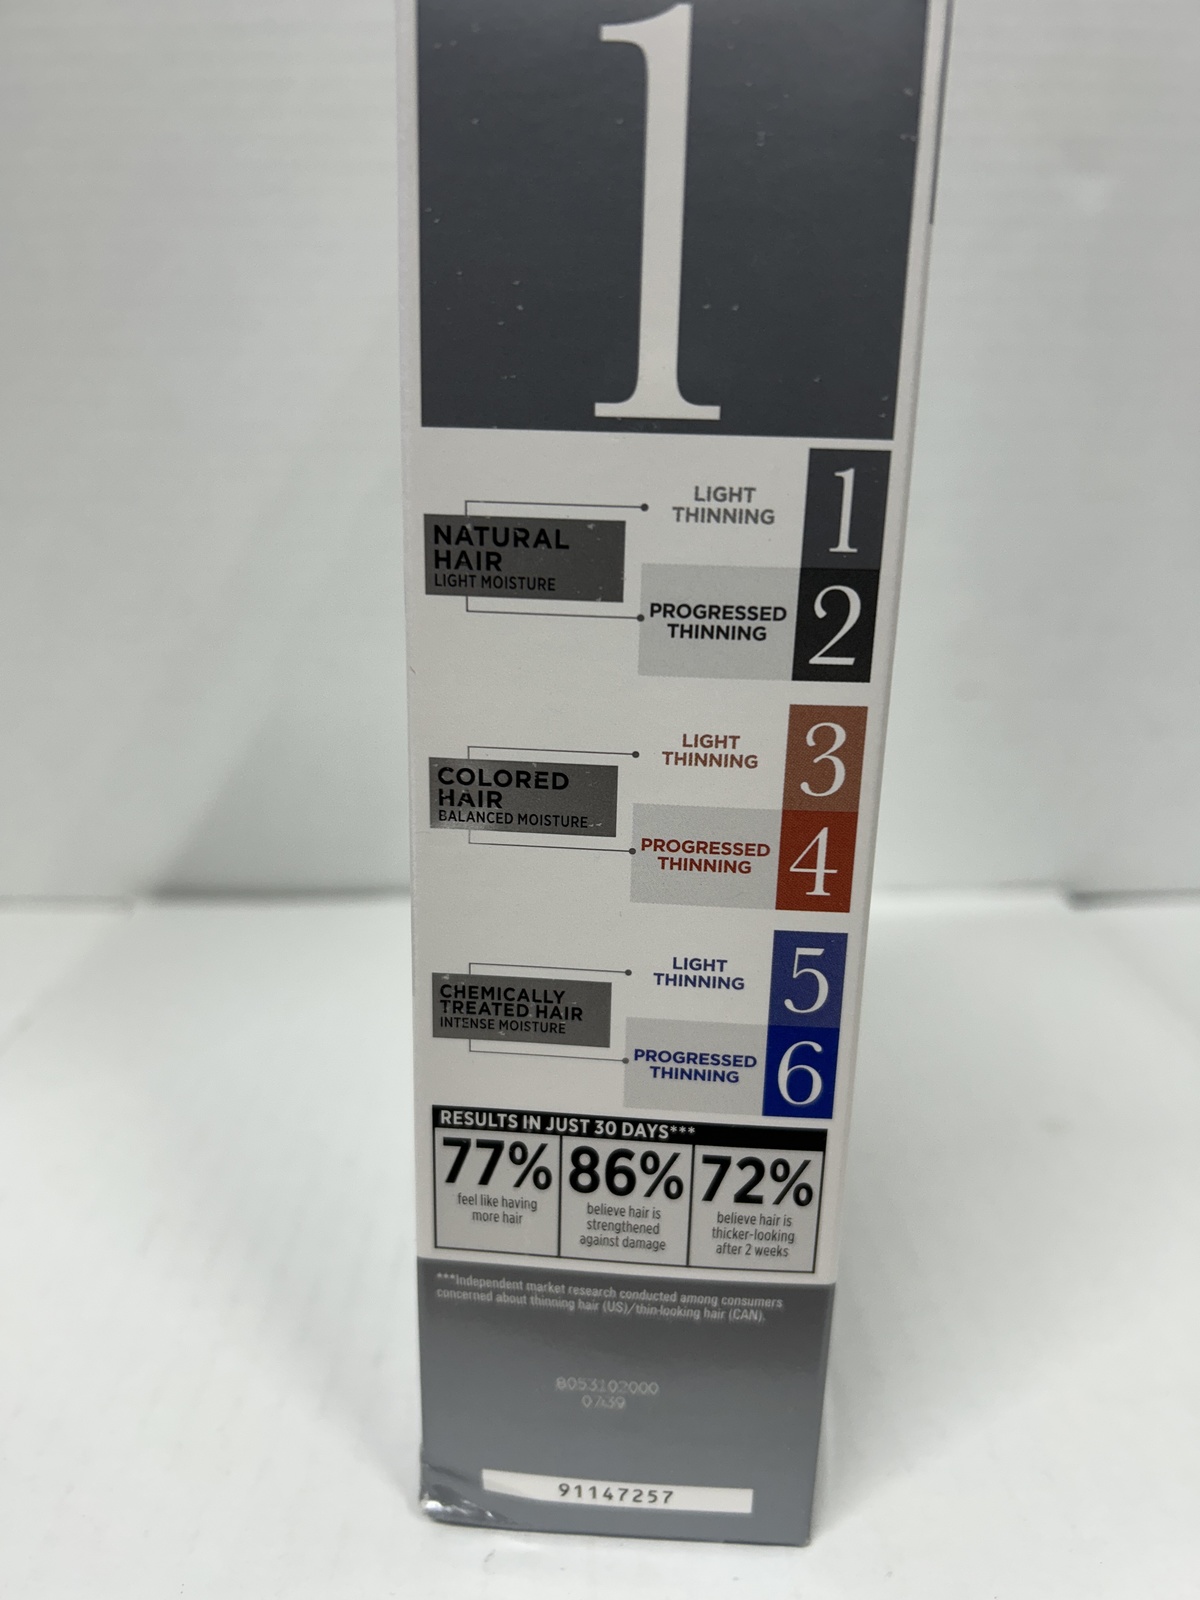 1
LIGHT
THINNING
1
NATURAL
HAIR
LIGHT MOISTURE
PROGRESSED
THINNING
2
LIGHT
THINNING
3
COLORED
HAIR
BALANCED MOISTURE
PROGRESSED
THINNING
4
LIGHT
THINNING
5
CHEMICALLY
TREATED HAIR
INTENSE MOISTURE
PROGRESSED
THINNING
6
RESULTS IN JUST 30 DAYS***
77%
feel like having
more hair
86%
believe hair is
strengthened
against damage
72%
believe hair is
thicker-looking
after 2 weeks
***Independent market research conducted among consumers
concerned about thinning hair (US)/thin-looking hair (CAN).
8053102000
0A39
91147257